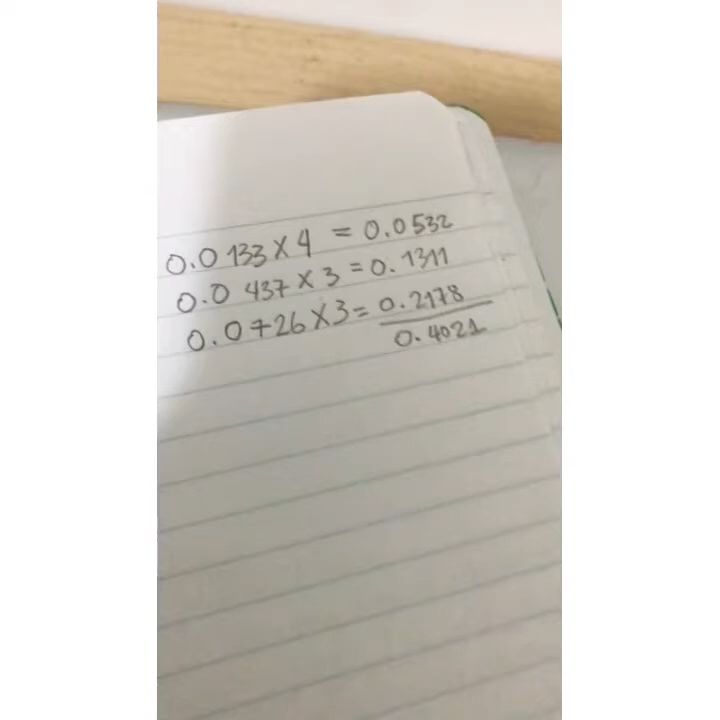 0.0133 x 4 = 0.0532
0.0437 x 3 = 0.1311
0.0726 x 3 = 0.2178
0.4021